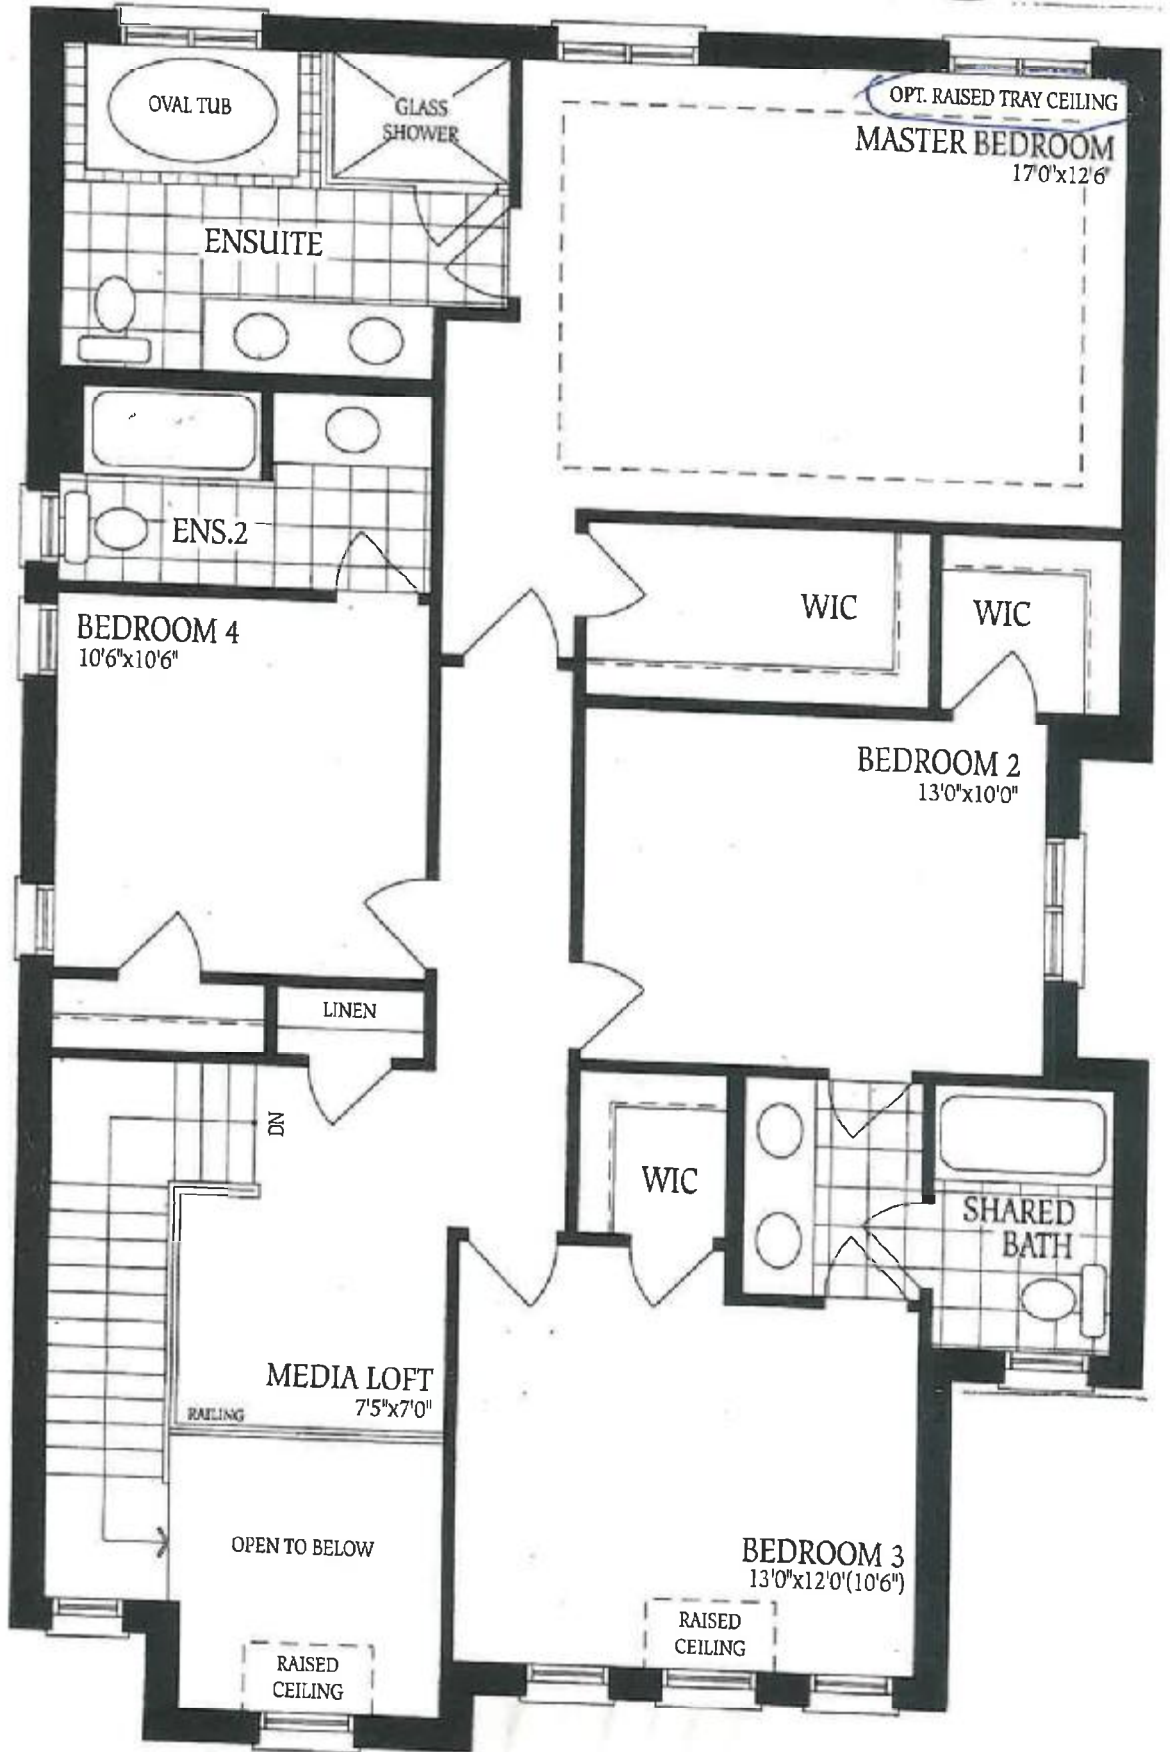 OVAL TUB
GLASS
SHOWER
OPT. RAISED TRAY CEILING
MASTER BEDROOM
17'0"x12'6"
ENSUITE
ENS.2
WIC
WIC
BEDROOM 4
10'6"x10'6"
BEDROOM 2
13'0"x10'0"
LINEN
DN
WIC
SHARED
BATH
MEDIA LOFT
7'5"x7'0"
RAILING
OPEN TO BELOW
BEDROOM 3
13'0"x12'0'(10'6")
RAISED
CEILING
RAISED
CEILING